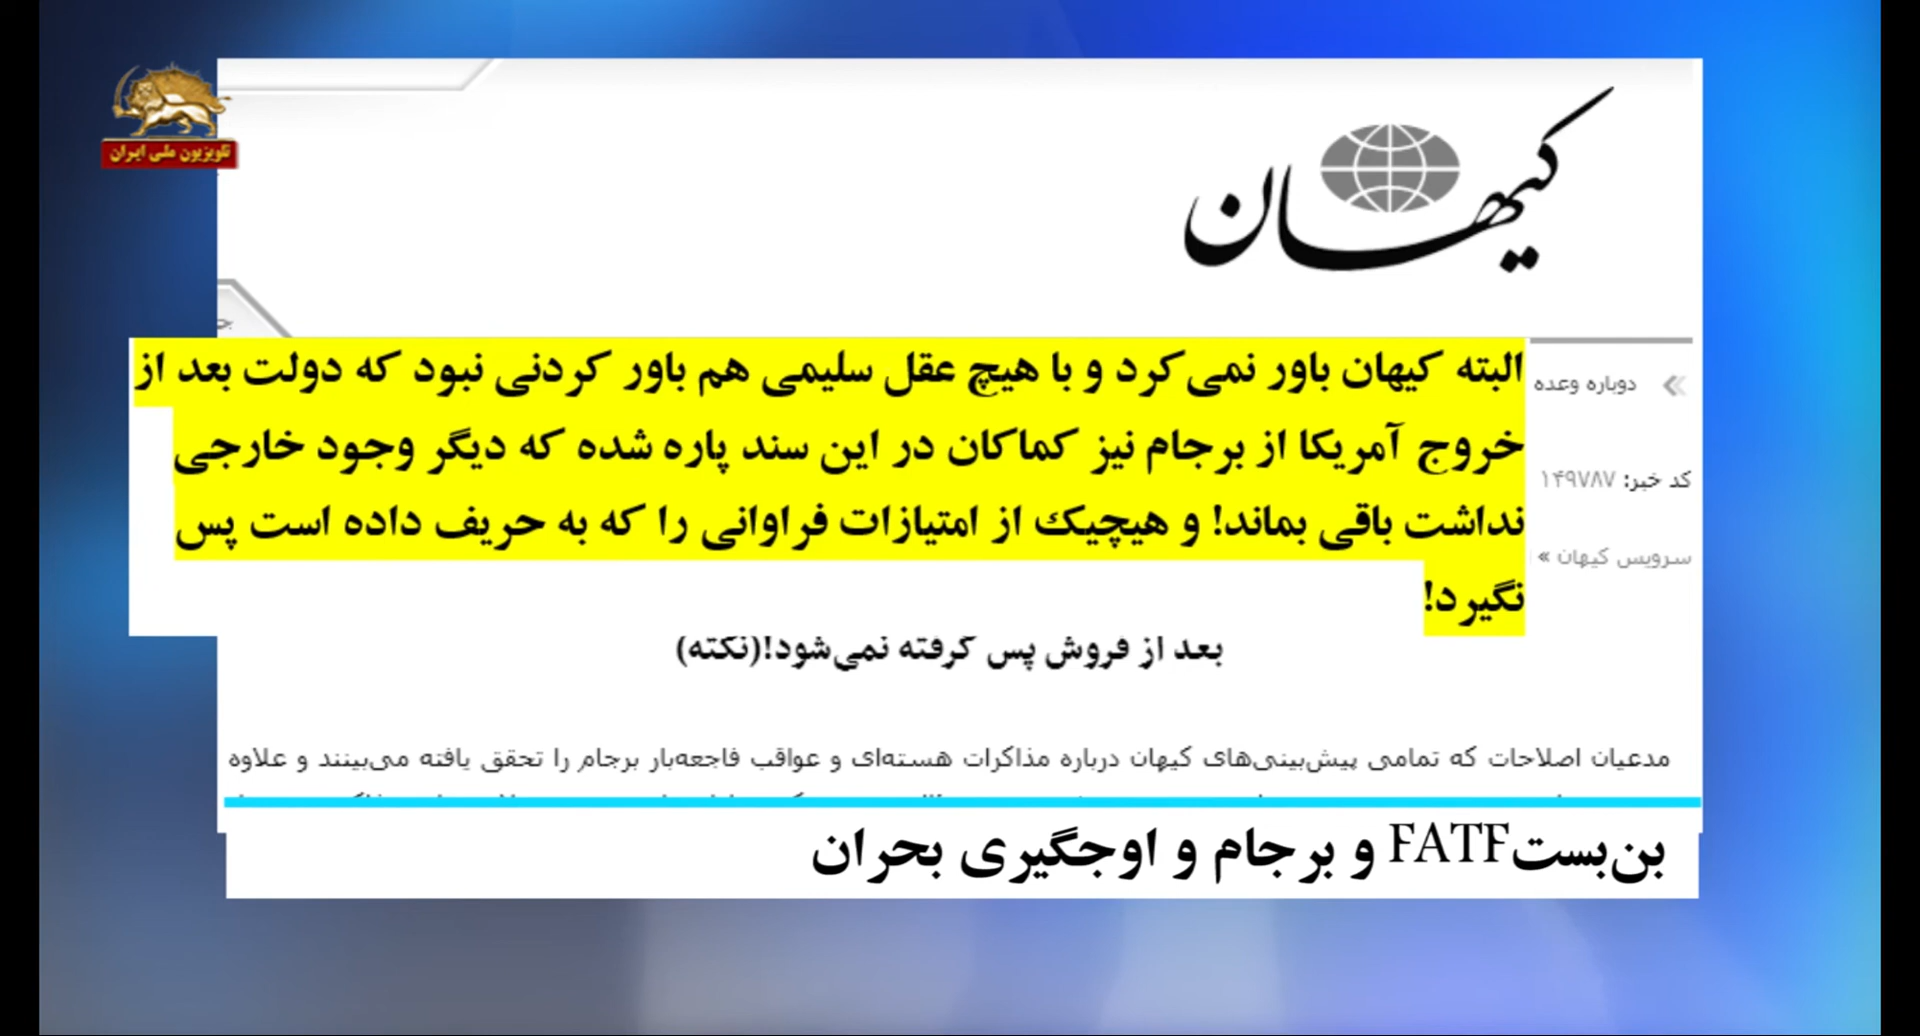 تلویزیون ملی ایران
کیهان
البته کیهان باور نمی‌کرد و با هیچ عقل سلیمی هم باور کردنی نبود که دولت بعد از
خروج آمریکا از برجام نیز کماکان در این سند پاره شده که دیگر وجود خارجی
نداشت باقی بماند! و هیچیک از امتیازات فراوانی را که به حریف داده است پس
نگیرد!
دوباره وعده
کد خبر: ۱۴۹۷۸۷
سرویس کیهان »
بعد از فروش پس گرفته نمی‌شود!(نکته)
مدعیان اصلاحات که تمامی پیش‌بینی‌های کیهان درباره مذاکرات هسته‌ای و عواقب فاجعه‌بار برجام را تحقق یافته می‌بینند و علاوه
بن‌بست FATF و برجام و اوجگیری بحران